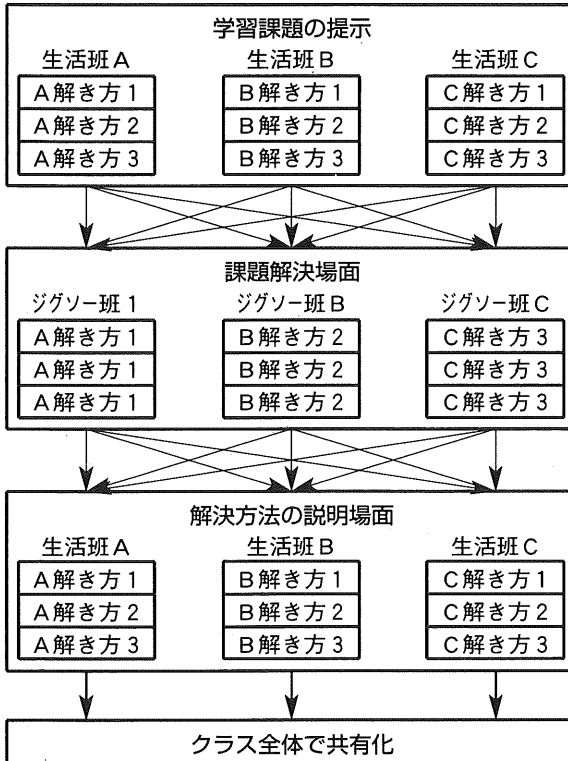 学習課題の提示
生活班A 生活班B 生活班C
A解き方1 B解き方1 C解き方1
A解き方2 B解き方2 C解き方2
A解き方3 B解き方3 C解き方3
課題解決場面
ジグソー班1 ジグソー班B ジグソー班C
A解き方1 B解き方2 C解き方3
A解き方1 B解き方2 C解き方3
A解き方1 B解き方2 C解き方3
解決方法の説明場面
生活班A 生活班B 生活班C
A解き方1 B解き方1 C解き方1
A解き方2 B解き方2 C解き方2
A解き方3 B解き方3 C解き方3
クラス全体で共有化